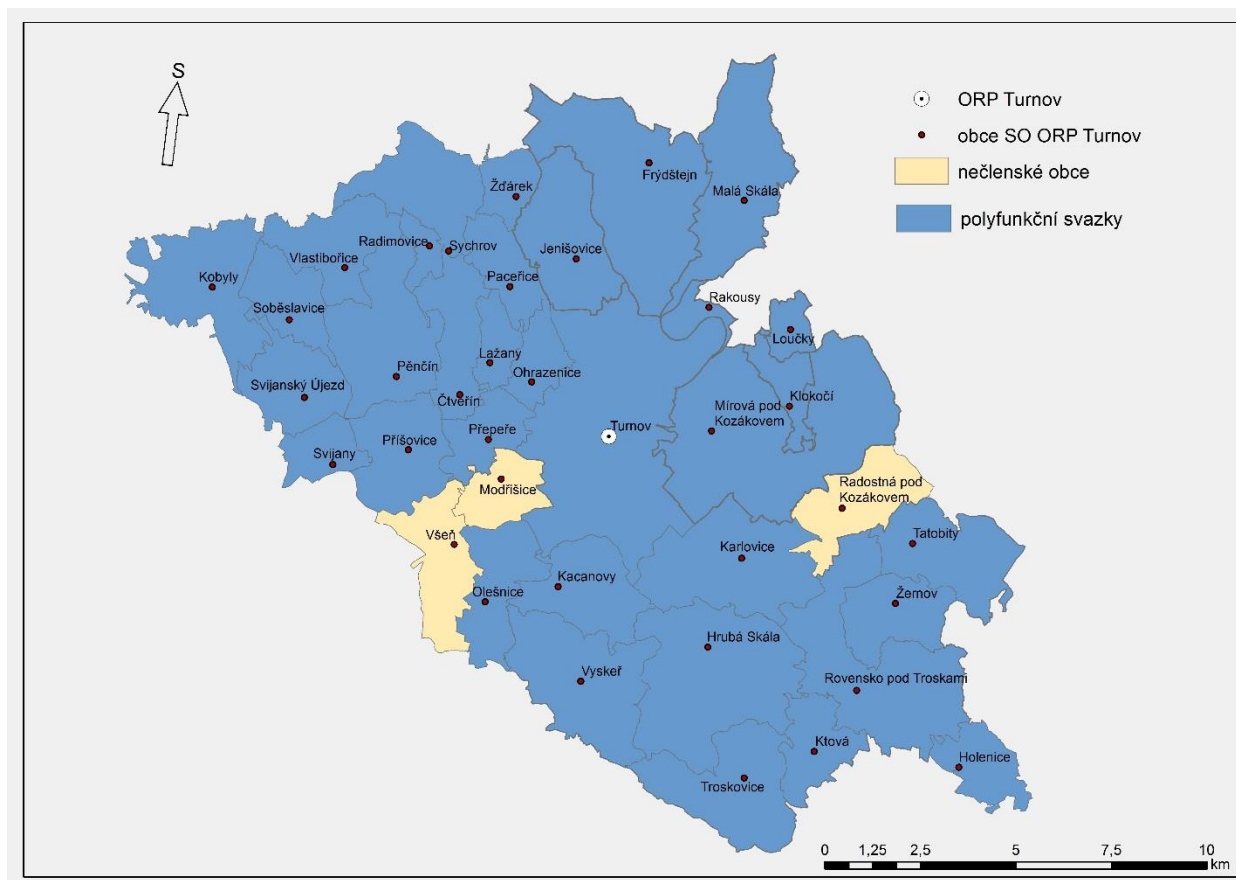 S
ORP Turnov
obce SO ORP Turnov
nečlenské obce
polyfunkční svazky
Frýdštejn
Malá Skála
Žďárek
Radimovice
Sychrov
Jenišovice
Vlastibořice
Kobyly
Paceřice
Rakousy
Soběslavice
Loučky
Lažany
Ohrazenice
Pěnčín
Svijanský Újezd
Čtveřín
Klokočí
Mírová pod
Kozákovem
Turnov
Přepeře
Příšovice
Svijany
Modřišice
Radostná pod
Kozákovem
Všeň
Tatobity
Karlovice
Kacanovy
Olešnice
Žernov
Hrubá Skála
Vyskeř
Rovensko pod Troskami
Ktová
Holenice
Troskovice
0 1,25 2,5 5 7,5 10
km